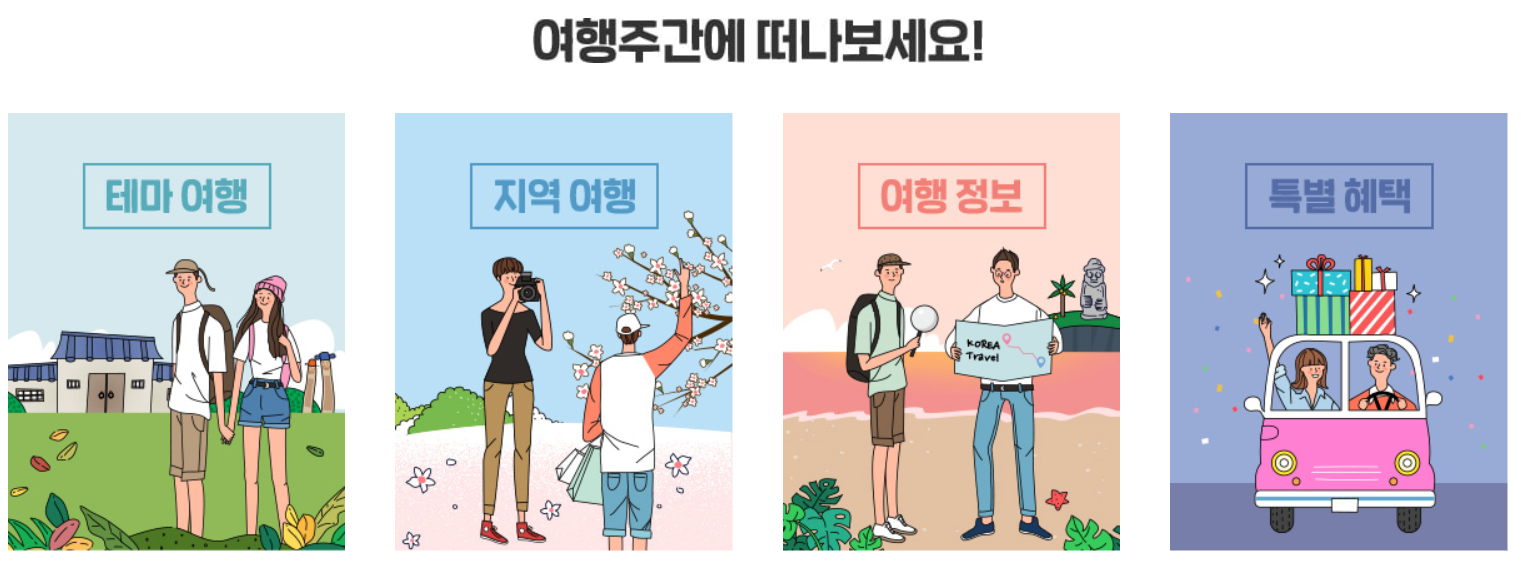 여행주간에 떠나보세요!
테마 여행
지역 여행
여행 정보
특별 혜택
KOREA
Travel